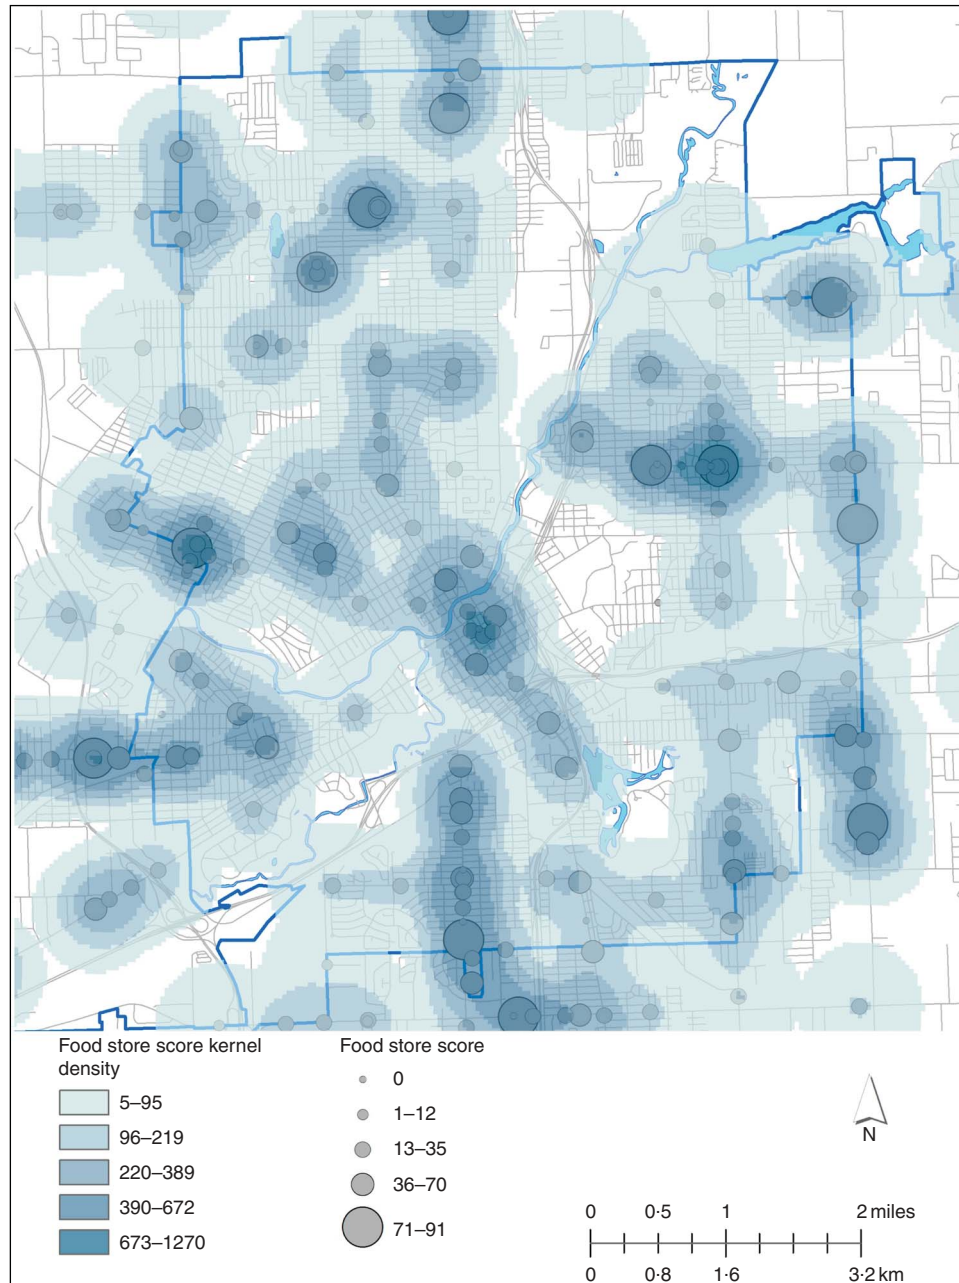 Food store score kernel
density
5–95
96–219
220–389
390–672
673–1270
Food store score
0
1–12
13–35
36–70
71–91
N
0 0·5 1 2 miles
0 0·8 1·6 3·2 km